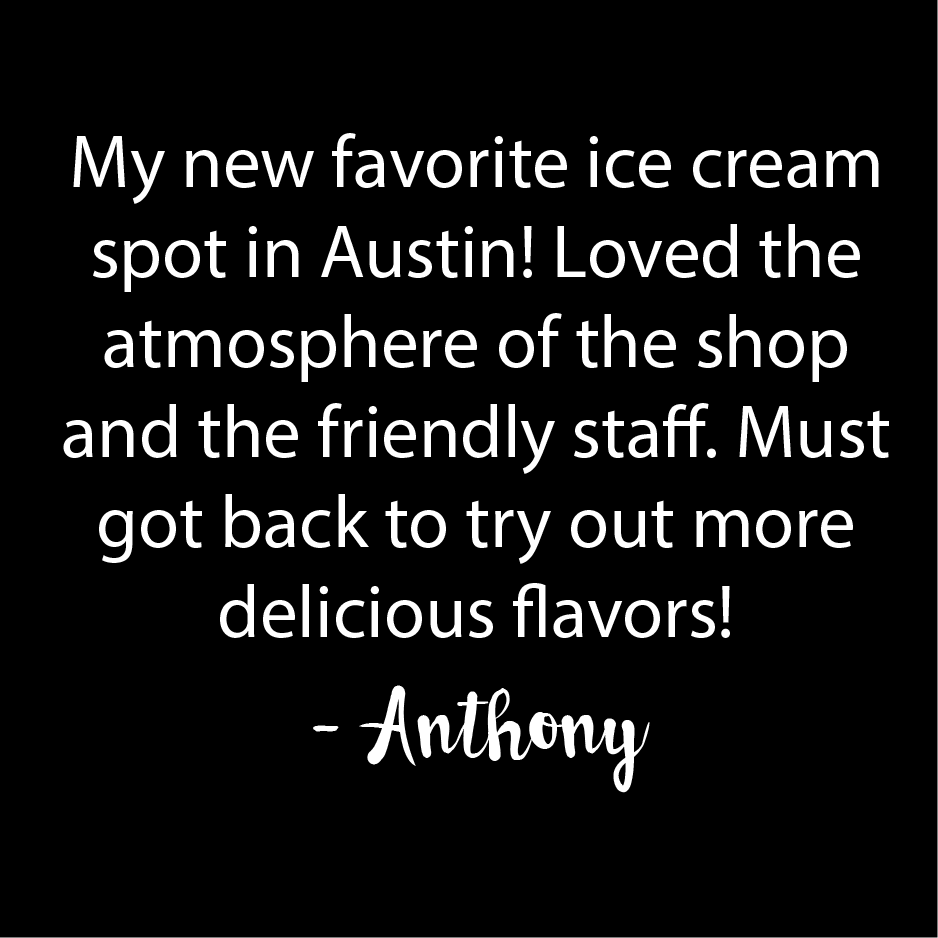 My new favorite ice cream
spot in Austin! Loved the
atmosphere of the shop
and the friendly staff. Must
got back to try out more
delicious flavors!
- Anthony